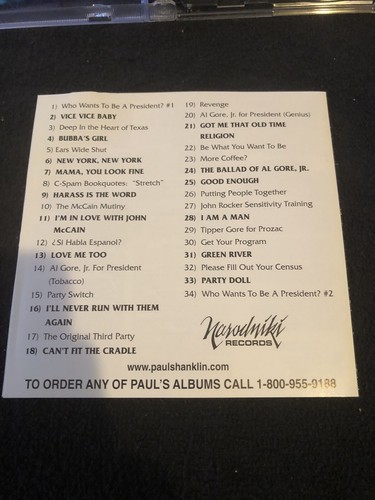 1) Who Wants To Be A President? #1
2) VICE VICE BABY
3) Deep in the Heart of Texas
4) BUBBA'S GIRL
5) Ears Wide Shut
6) NEW YORK, NEW YORK
7) MAMA, YOU LOOK FINE
8) C-Spam Bookquotes: "Stretch"
9) HARASS IS THE WORD
10) The McCain Mutiny
11) I'M IN LOVE WITH JOHN
McCAIN
12) ¿Si Habla Espanol?
13) LOVE ME TOO
14) Al Gore, Jr. For President
(Tobacco)
15) Party Switch
16) I'LL NEVER RUN WITH THEM
AGAIN
17) The Original Third Party
18) CAN'T FIT THE CRADLE
19) Revenge
20) Al Gore, Jr. for President (Genius)
21) GOT ME THAT OLD TIME
RELIGION
22) Be What You Want To Be
23) More Coffee?
24) THE BALLAD OF AL GORE, JR.
25) GOOD ENOUGH
26) Putting People Together
27) John Rocker Sensitivity Training
28) I AM A MAN
29) Tipper Gore for Prozac
30) Get Your Program
31) GREEN RIVER
32) Please Fill Out Your Census
33) PARTY DOLL
34) Who Wants To Be A President? #2
Narodniki
RECORDS
www.paulshanklin.com
TO ORDER ANY OF PAUL'S ALBUMS CALL 1-800-955-9188